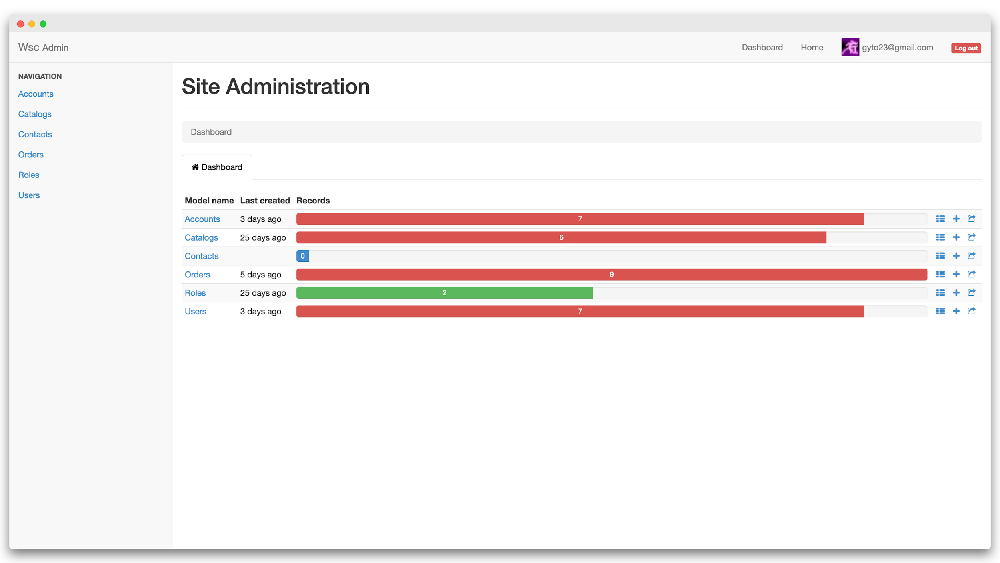 Wsc Admin
Dashboard Home gyto23@gmail.com Log out
NAVIGATION
Accounts
Catalogs
Contacts
Orders
Roles
Users
Site Administration
Dashboard
Dashboard
Model name Last created Records
Accounts 3 days ago 7
Catalogs 25 days ago 6
Contacts 0
Orders 5 days ago 9
Roles 25 days ago 2
Users 3 days ago 7